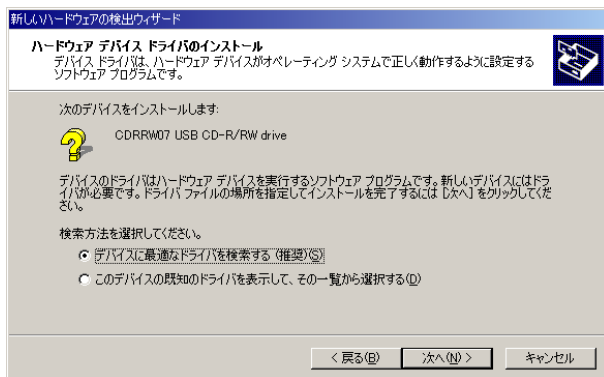 新しいハードウェアの検出ウィザード
ハードウェア デバイス ドライバのインストール
デバイス ドライバは、ハードウェア デバイスがオペレーティング システムで正しく動作するように設定する
ソフトウェア プログラムです。
次のデバイスをインストールします:
CDRRW07 USB CD-R/RW drive
デバイスのドライバはハードウェア デバイスを実行するソフトウェア プログラムです。新しいデバイスにはドラ
イバが必要です。ドライバ ファイルの場所を指定してインストールを完了するには [次へ] をクリックしてくだ
さい。
検索方法を選択してください。
デバイスに最適なドライバを検索する (推奨)(S)
このデバイスの既知のドライバを表示して、その一覧から選択する(D)
< 戻る(B) 次へ(N) > キャンセル